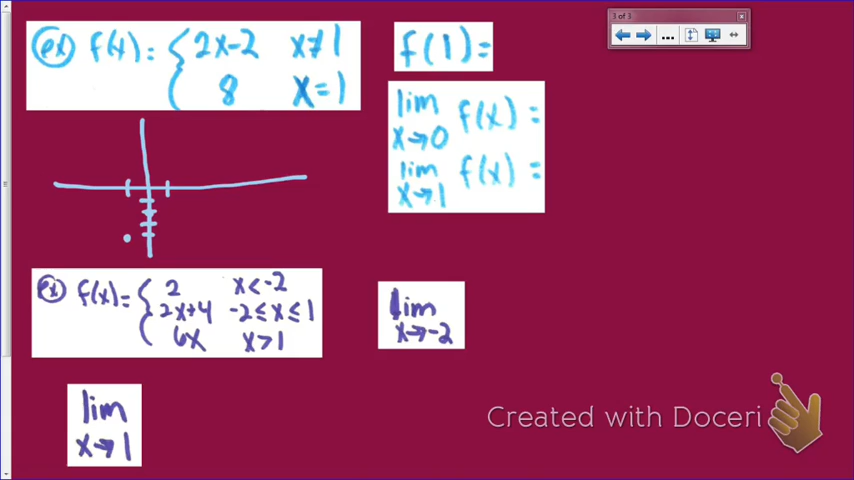 3 of 3
ex f(x) = { 2x-2 x≠1
8 x=1
f(1)=
lim x→0 f(x) =
lim x→1 f(x) =
ex f(x) = { 2 x<-2
2x+4 -2≤x≤1
6x x>1
lim x→-2
lim x→1
Created with Doceri